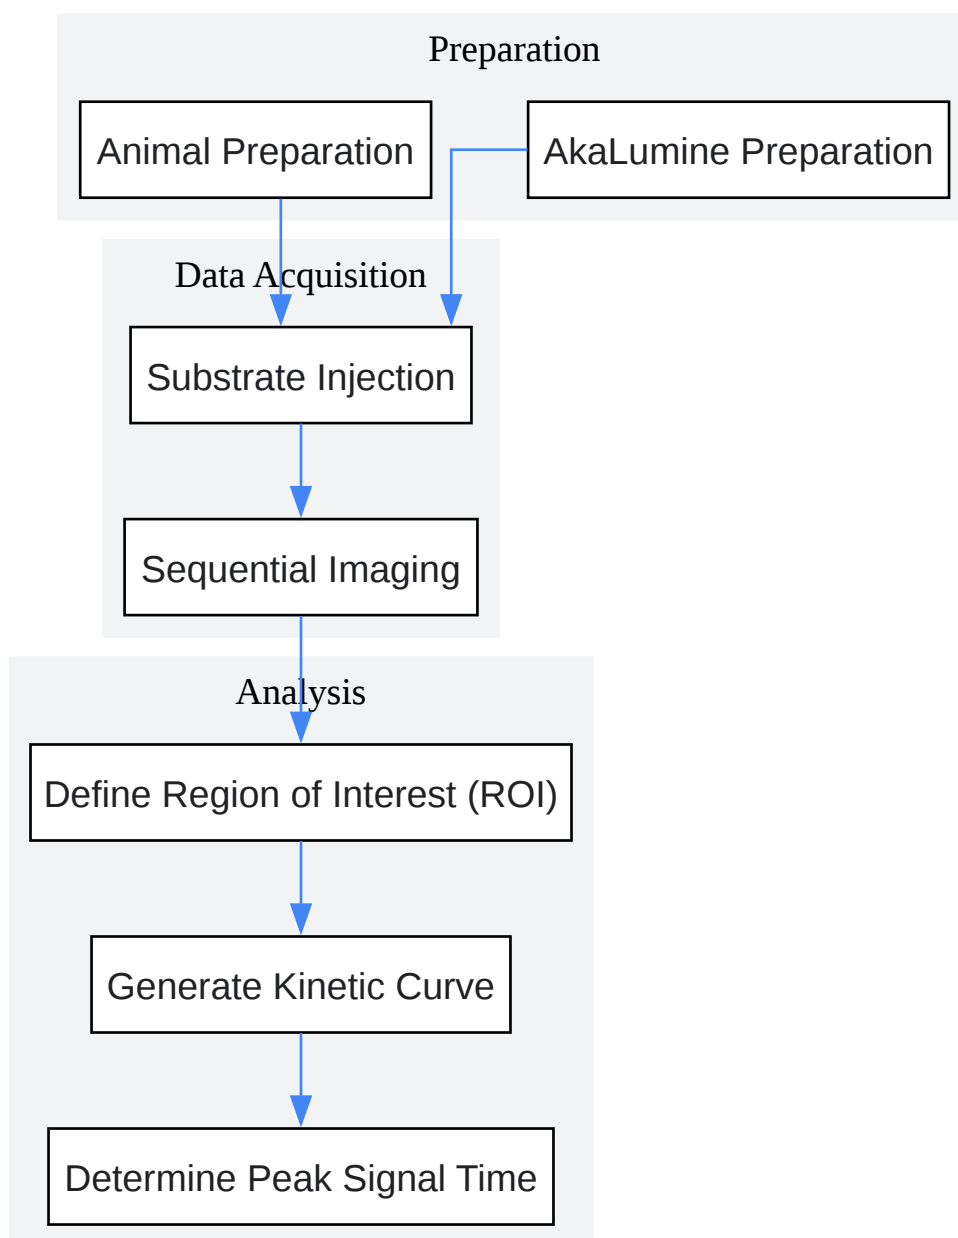 Preparation
Animal Preparation
AkaLumine Preparation
Data Acquisition
Substrate Injection
Sequential Imaging
Analysis
Define Region of Interest (ROI)
Generate Kinetic Curve
Determine Peak Signal Time